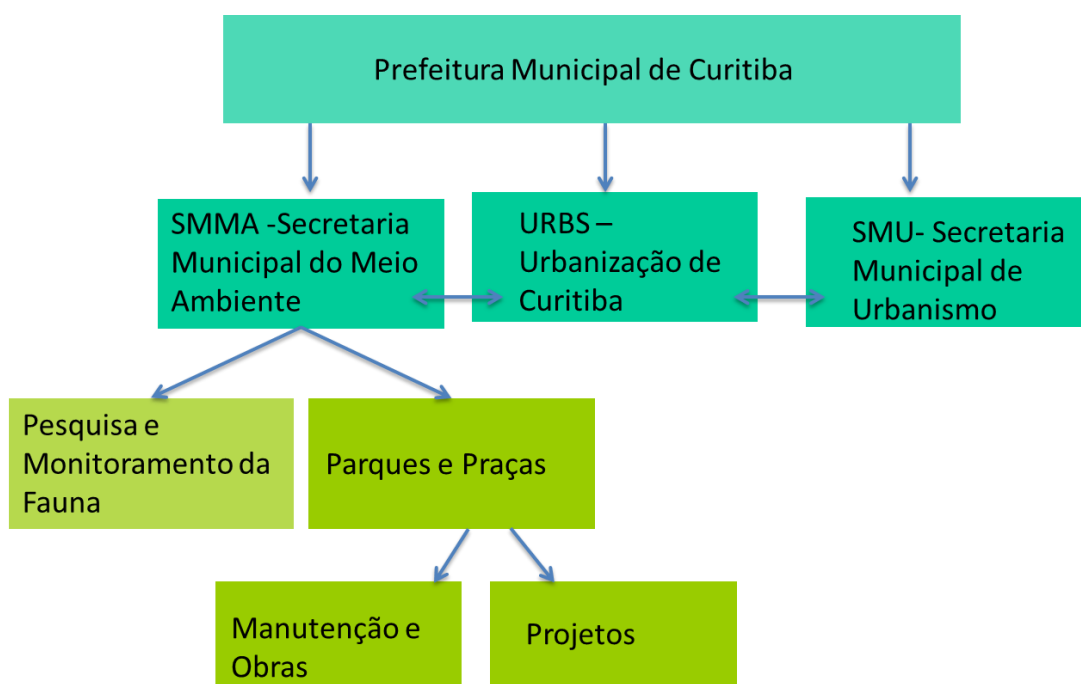 Prefeitura Municipal de Curitiba
SMMA -Secretaria
Municipal do Meio
Ambiente
URBS –
Urbanização de
Curitiba
SMU- Secretaria
Municipal de
Urbanismo
Pesquisa e
Monitoramento da
Fauna
Parques e Praças
Manutenção e
Obras
Projetos